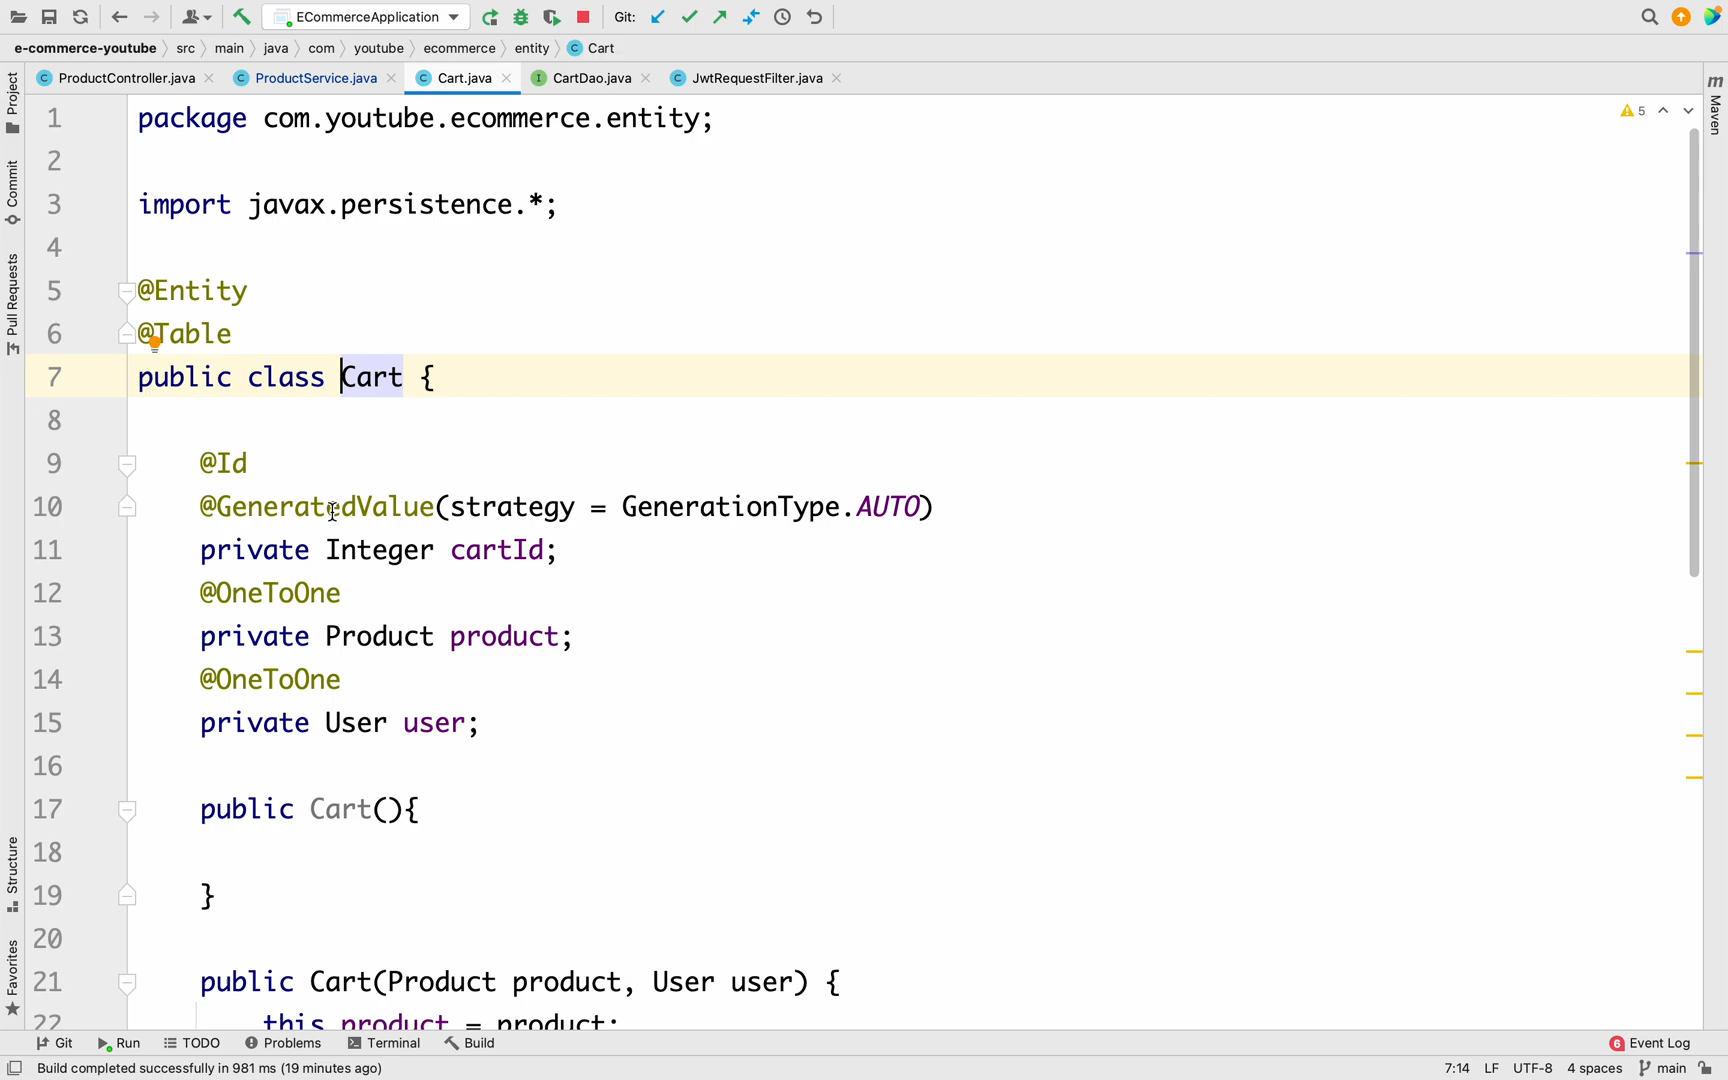 ECommerceApplication Git:
e-commerce-youtube src main java com youtube ecommerce entity Cart
ProductController.java ProductService.java Cart.java CartDao.java JwtRequestFilter.java
Project
Commit
Pull Requests
Structure
Favorites
m Maven
5
1 package com.youtube.ecommerce.entity;
2
3 import javax.persistence.*;
4
5 @Entity
6 @Table
7 public class Cart {
8
9 @Id
10 @GeneratedValue(strategy = GenerationType.AUTO)
11 private Integer cartId;
12 @OneToOne
13 private Product product;
14 @OneToOne
15 private User user;
16
17 public Cart(){
18
19 }
20
21 public Cart(Product product, User user) {
22 this.product = product;
Git Run TODO Problems Terminal Build 6 Event Log
Build completed successfully in 981 ms (19 minutes ago) 7:14 LF UTF-8 4 spaces main